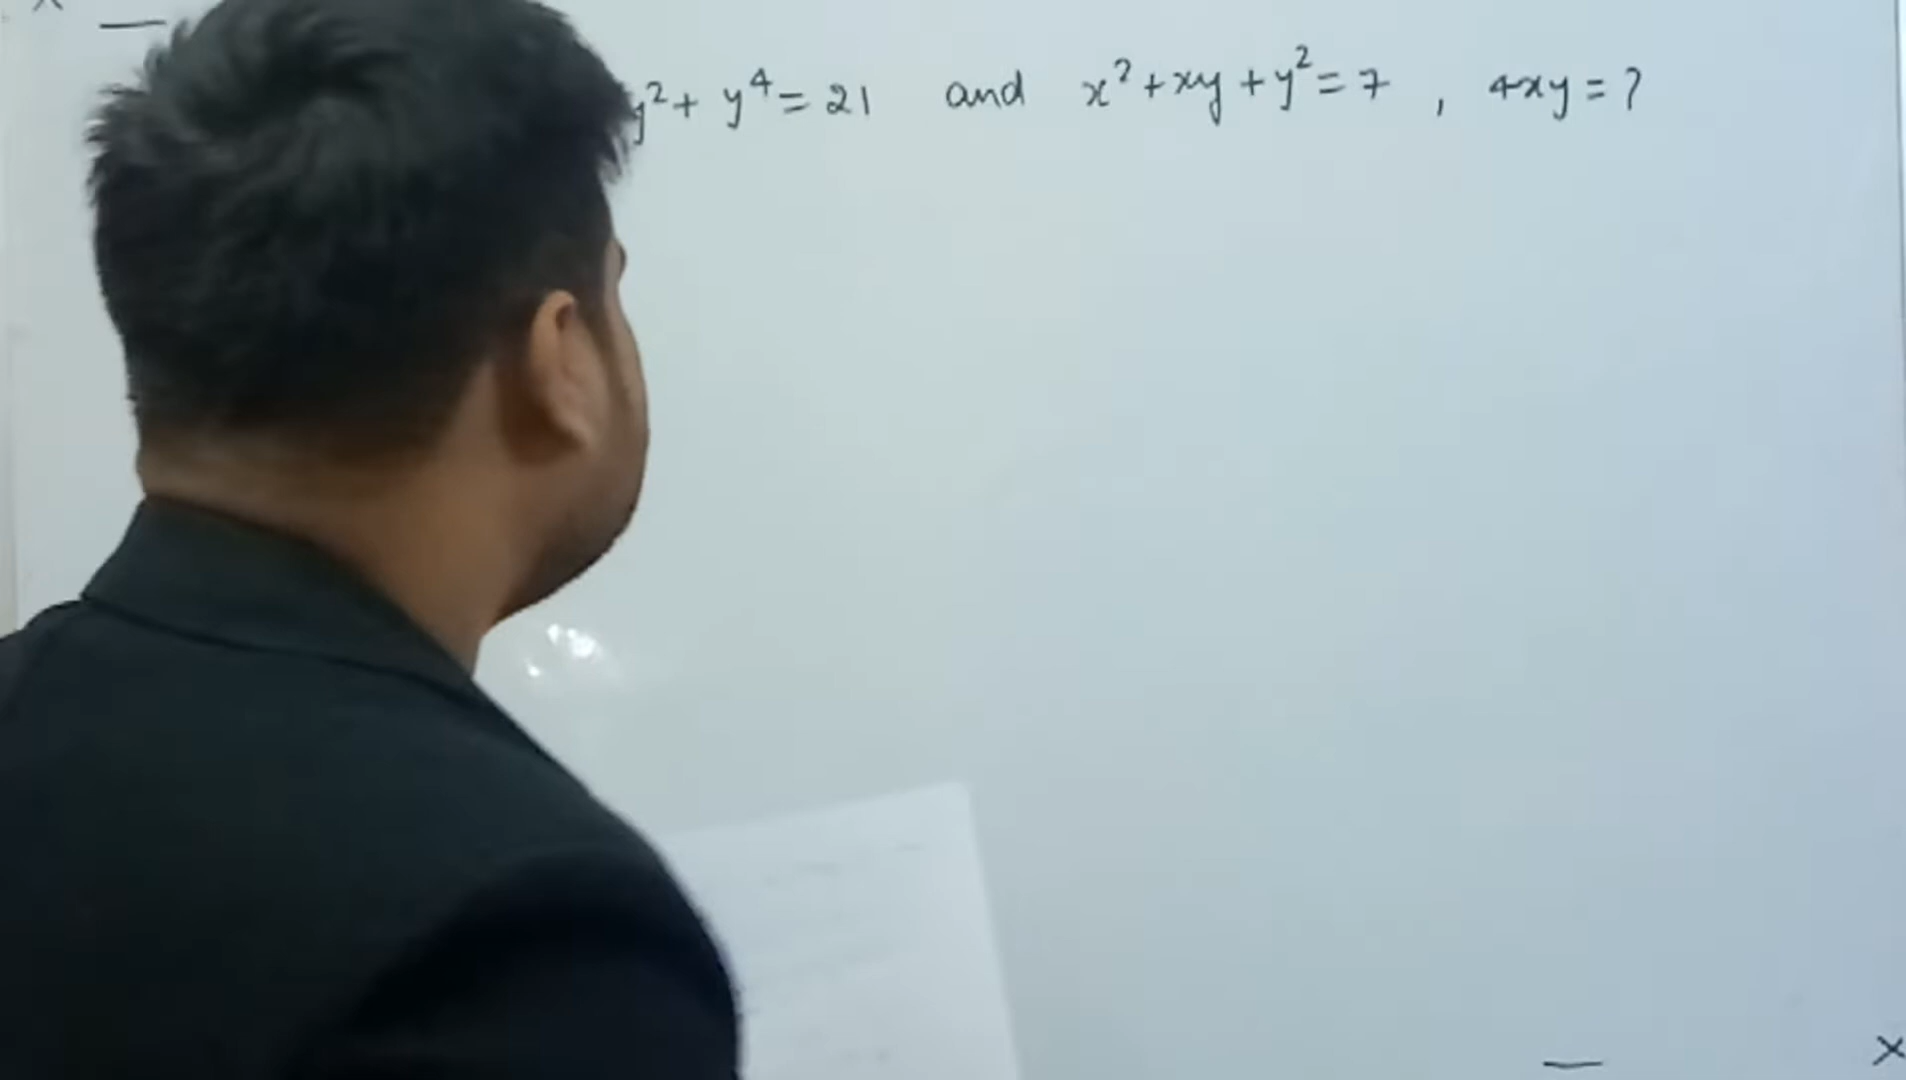 y² + y⁴ = 21 and x² + xy + y² = 7 , 4xy = ?